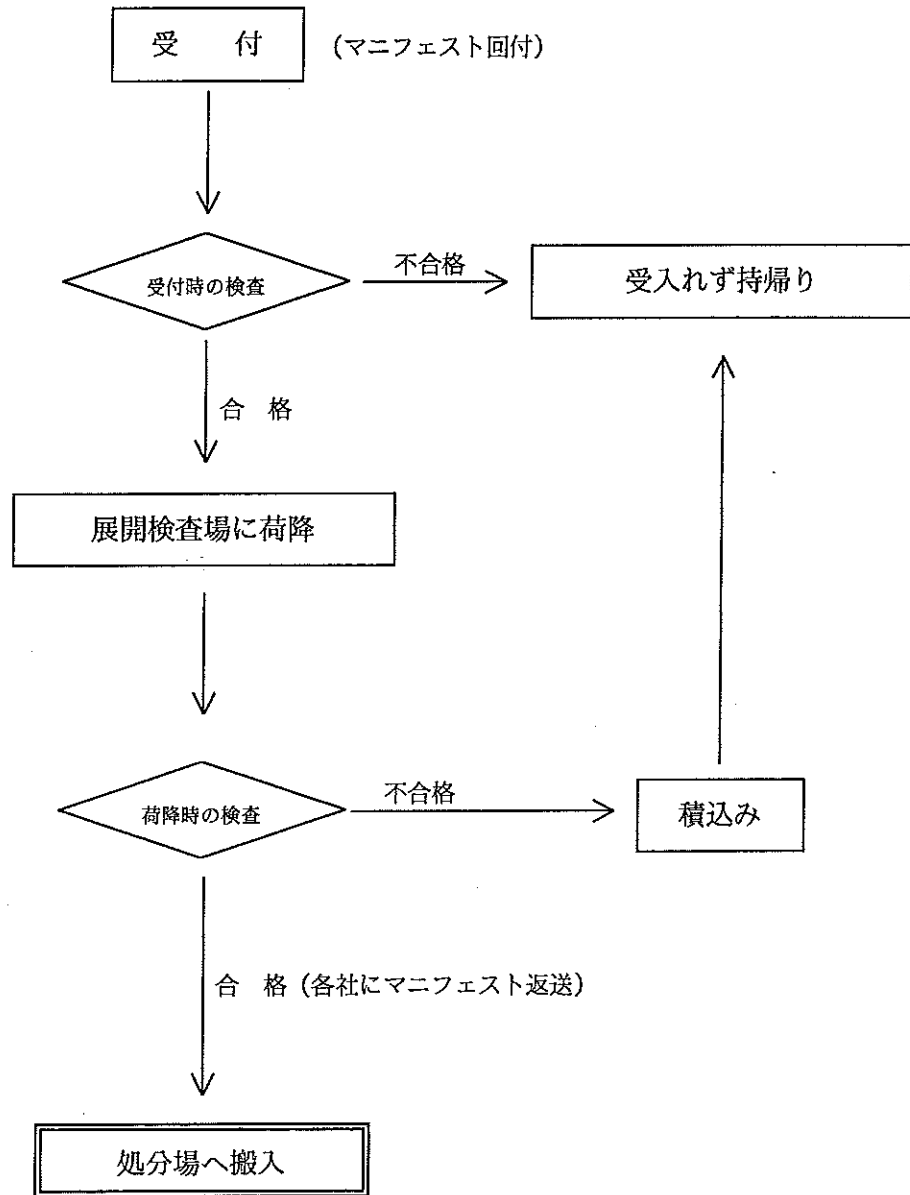 受　付　(マニフェスト回付)
受付時の検査
不合格
受入れず持帰り
合　格
展開検査場に荷降
荷降時の検査
不合格
積込み
合　格 (各社にマニフェスト返送)
処分場へ搬入